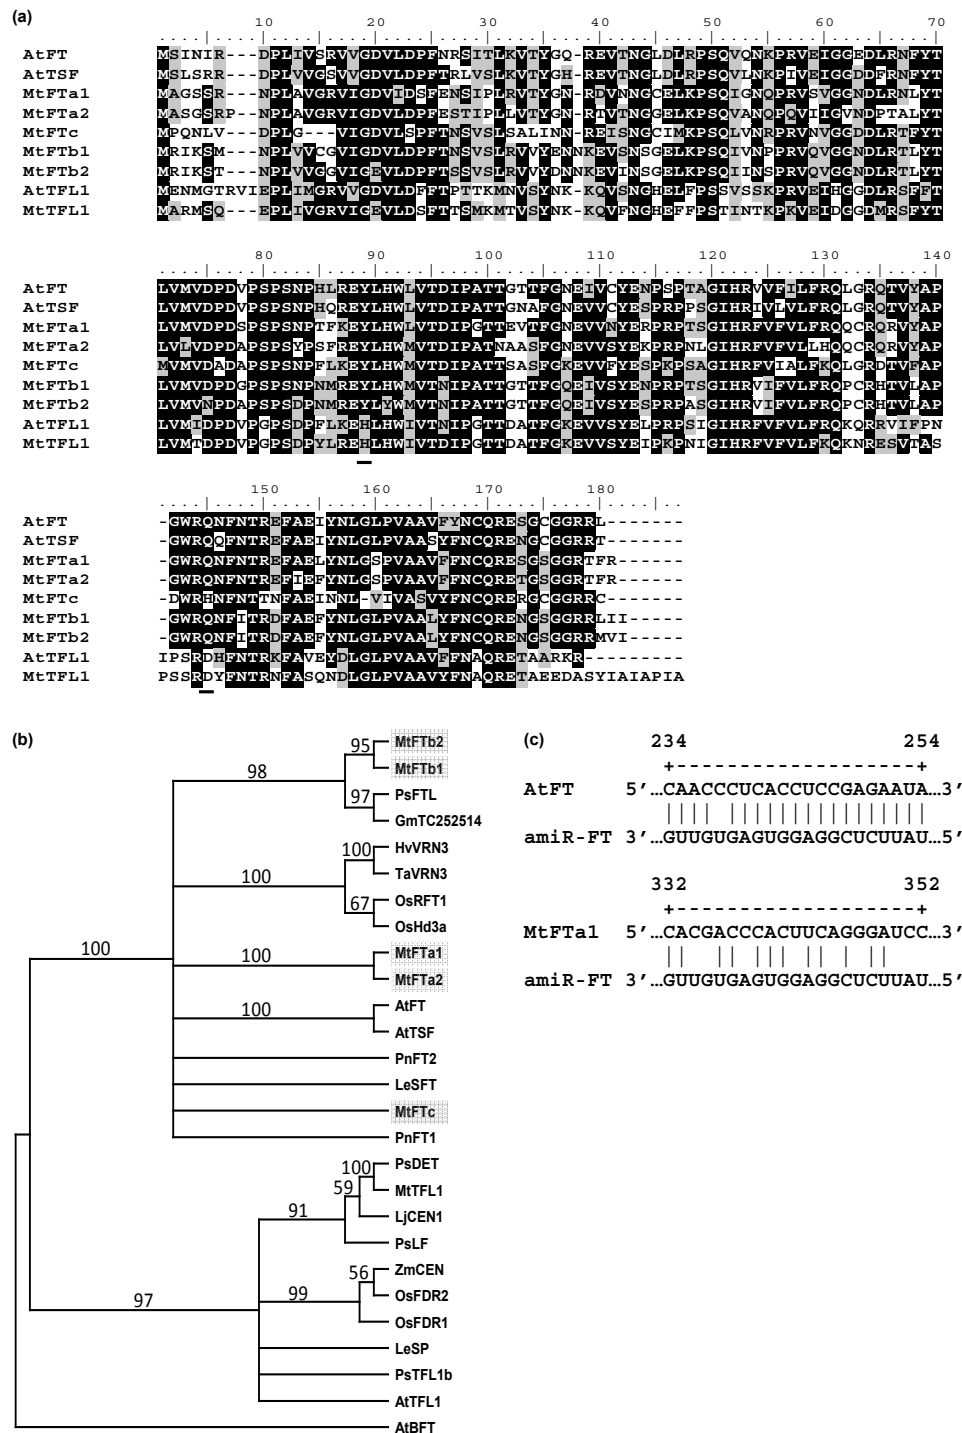 (a)
10 20 30 40 50 60 70
AtFT MSINIR---DPLIVSRVVGDVLDPFNRSITLKVTYGQ-REVTNGLDLRPSQVQNKPRVEIGGEDLRNFYT
AtTSF MSLSRR---DPLVVGSVVGDVLDPFTRLVSLKVTYGH-REVTNGLDLRPSQVLNKPIVEIGGDDFRNFYT
MtFTa1 MAGSSR---NPLAVGRVIGDVIDSFENSIPLRVTYGN-RDVNNGCELKPSQIGNQPRVSVGGNDLRNLYT
MtFTa2 MASGSRP--NPLAVGRVIGDVLDPFESTIPLLVTYGN-RTVTNGGELKPSQVANQPQVIIGVNDPTALYT
MtFTc MPQNLV---DPLG---VIGDVLSPFTNSVSLSALINN-REISNGCIMKPSQLVNRPRVNVGGDDLRTFYT
MtFTb1 MRIKSM---NPLVVCGVIGDVLDPFTNSVSLRVVYENNKEVSNSGELKPSQIVNPPRVQVGGNDLRTLYT
MtFTb2 MRIKST---NPLVVGGVIGEVLDPFTSSVSLRVVYDNNKEVINSGELKPSQIINSPRVQVGGNDLRTLYT
AtTFL1 MENMGTRVIEPLIMGRVVGDVLDFFTPTTKMNVSYNK-KQVSNGHELFPSSVSSKPRVEIHGGDLRSFFT
MtTFL1 MARMSQ---EPLIVGRVIGEVLDSFTTSMKMTVSYNK-KQVFNGHEFFPSTINTKPKVEIDGGDMRSFYT
80 90 100 110 120 130 140
AtFT LVMVDPDVPSPSNPHLREYLHWLVTDIPATTGTTFGNEIVCYENPSPTAGIHRVVFILFRQLGRQTVYAP
AtTSF LVMVDPDVPSPSNPHQREYLHWLVTDIPATTGNAFGNEVVCYESPRPPSGIHRIVLVLFRQLGRQTVYAP
MtFTa1 LVMVDPDSPSPSNPTFKEYLHWLVTDIPGTTEVTFGNEVVNYERPRPTSGIHRFVFVLFRQQCRQRVYAP
MtFTa2 LVLVDPDAPSPSYPSFREYLHWMVTDIPATNAASFGNEVVSYEKPRPNLGIHRFVFVLLHQQCRQRVYAP
MtFTc MVMVDADAPSPSNPFLKEYLHWMVTDIPATTSASFGKEVVFYESPKPSAGIHRFVIALFKQLGRDTVFAP
MtFTb1 LVMVDPDGPSPSNPNMREYLHWMVTNIPATTGTTFGQEIVSYENPRPTSGIHRVIFVLFRQPCRHTVLAP
MtFTb2 LVMVNPDAPSPSDPNMREYLYWMVTNIPATTGTTFGQEIVSYESPRPASGIHRVIFVLFRQPCRHTVLAP
AtTFL1 LVMIDPDVPGPSDPFLKEHLHWIVTDIPGTTDATFGKEVVSYELPRPSIGIHRFVFVLFRQKQRRVIFPN
MtTFL1 LVMTDPDVPGPSDPYLREHLHWIVTDIPGTTDATFGKEVVSYEIPKPNIGIHRFVFVLFKQKNRESVTAS
150 160 170 180
AtFT -GWRQNFNTREFAEIYNLGLPVAAVFYNCQRESGCGGRRL-------
AtTSF -GWRQQFNTREFAEIYNLGLPVAASYFNCQRENGCGGRRT-------
MtFTa1 -GWRQNFNTREFAELYNLGSPVAAVFFNCQRESGSGGRTFR------
MtFTa2 -GWRQNFNTREFIEFYNLGSPVAAVFFNCQRETGSGGRTFR------
MtFTc -DWRHNFNTTNFAEINNL-VIVASVYFNCQRERGCGGRRC-------
MtFTb1 -GWRQNFITRDFAEFYNLGLPVAALYFNCQRENGSGGRRLII-----
MtFTb2 -GWRQNFITRDFAEFYNLGLPVAALYFNCQRENGSGGRRMVI-----
AtTFL1 IPSRDHFNTRKFAVEYDLGLPVAAVFFNAQRETAARKR---------
MtTFL1 PSSRDYFNTRNFASQNDLGLPVAAVYFNAQRETAEEDASYIAIAPIA
(b)
95
MtFTb2
MtFTb1
98
97
PsFTL
GmTC252514
100
HvVRN3
TaVRN3
100
67
OsRFT1
OsHd3a
100
100
MtFTa1
MtFTa2
100
AtFT
AtTSF
PnFT2
LeSFT
MtFTc
PnFT1
100
PsDET
59
MtTFL1
91
LjCEN1
PsLF
56
ZmCEN
97
99
OsFDR2
OsFDR1
LeSP
PsTFL1b
AtTFL1
AtBFT
(c)
234 254
+--------------------+
AtFT 5′…CAACCCUCACCUCCGAGAAUA…3′
amiR-FT 3′…GUUGUGAGUGGAGGCUCUUAU…5′
332 352
+--------------------+
MtFTa1 5′…CACGACCCACUUCAGGGAUCC…3′
amiR-FT 3′…GUUGUGAGUGGAGGCUCUUAU…5′